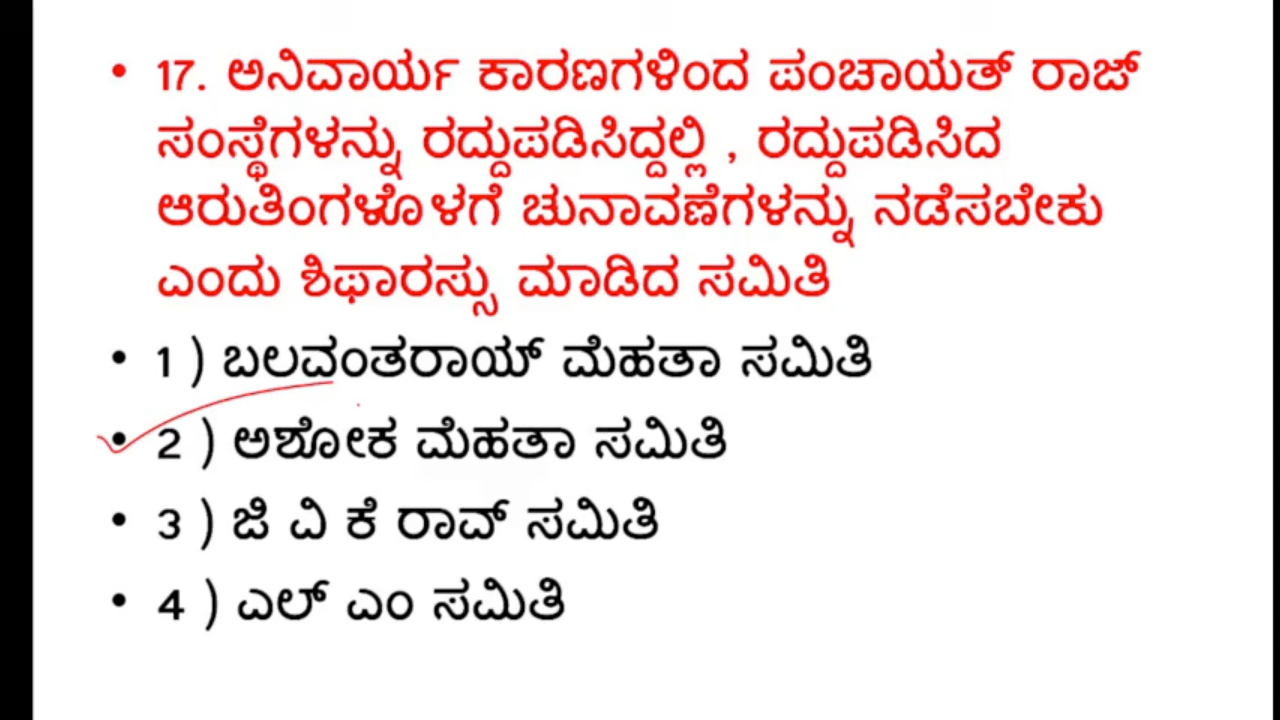 • 17. ಅನಿವಾರ್ಯ ಕಾರಣಗಳಿಂದ ಪಂಚಾಯತ್ ರಾಜ್
ಸಂಸ್ಥೆಗಳನ್ನು ರದ್ದುಪಡಿಸಿದ್ದಲ್ಲಿ , ರದ್ದುಪಡಿಸಿದ
ಆರುತಿಂಗಳೊಳಗೆ ಚುನಾವಣೆಗಳನ್ನು ನಡೆಸಬೇಕು
ಎಂದು ಶಿಫಾರಸ್ಸು ಮಾಡಿದ ಸಮಿತಿ
• 1 ) ಬಲವಂತರಾಯ್ ಮೆಹತಾ ಸಮಿತಿ
• 2 ) ಅಶೋಕ ಮೆಹತಾ ಸಮಿತಿ
• 3 ) ಜಿ ವಿ ಕೆ ರಾವ್ ಸಮಿತಿ
• 4 ) ಎಲ್ ಎಂ ಸಮಿತಿ